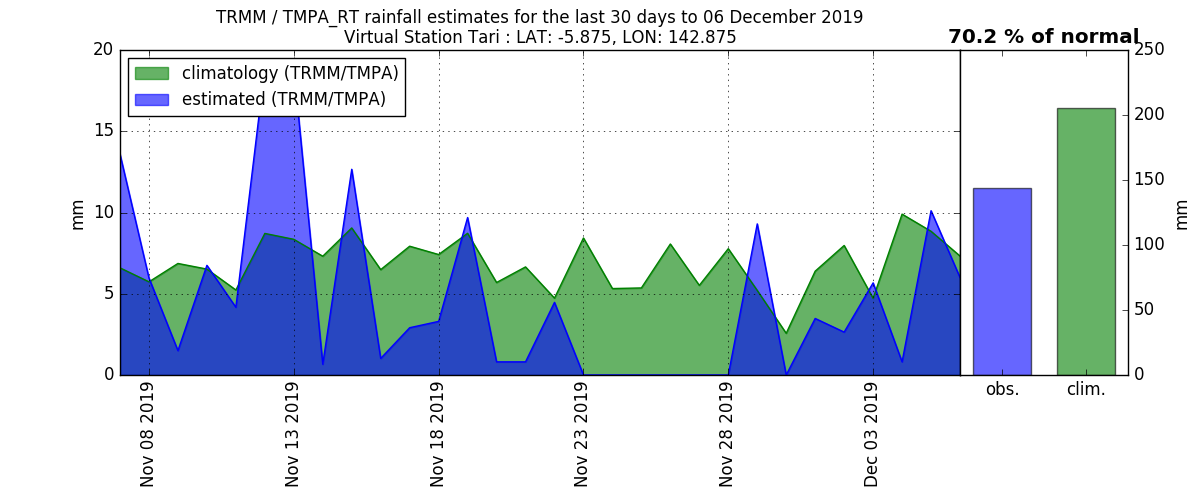 TRMM / TMPA_RT rainfall estimates for the last 30 days to 06 December 2019
Virtual Station Tari : LAT: -5.875, LON: 142.875
70.2 % of normal
climatology (TRMM/TMPA)
estimated (TRMM/TMPA)
mm
20
15
10
5
0
Nov 08 2019
Nov 13 2019
Nov 18 2019
Nov 23 2019
Nov 28 2019
Dec 03 2019
obs.
clim.
250
200
150
100
50
0
mm